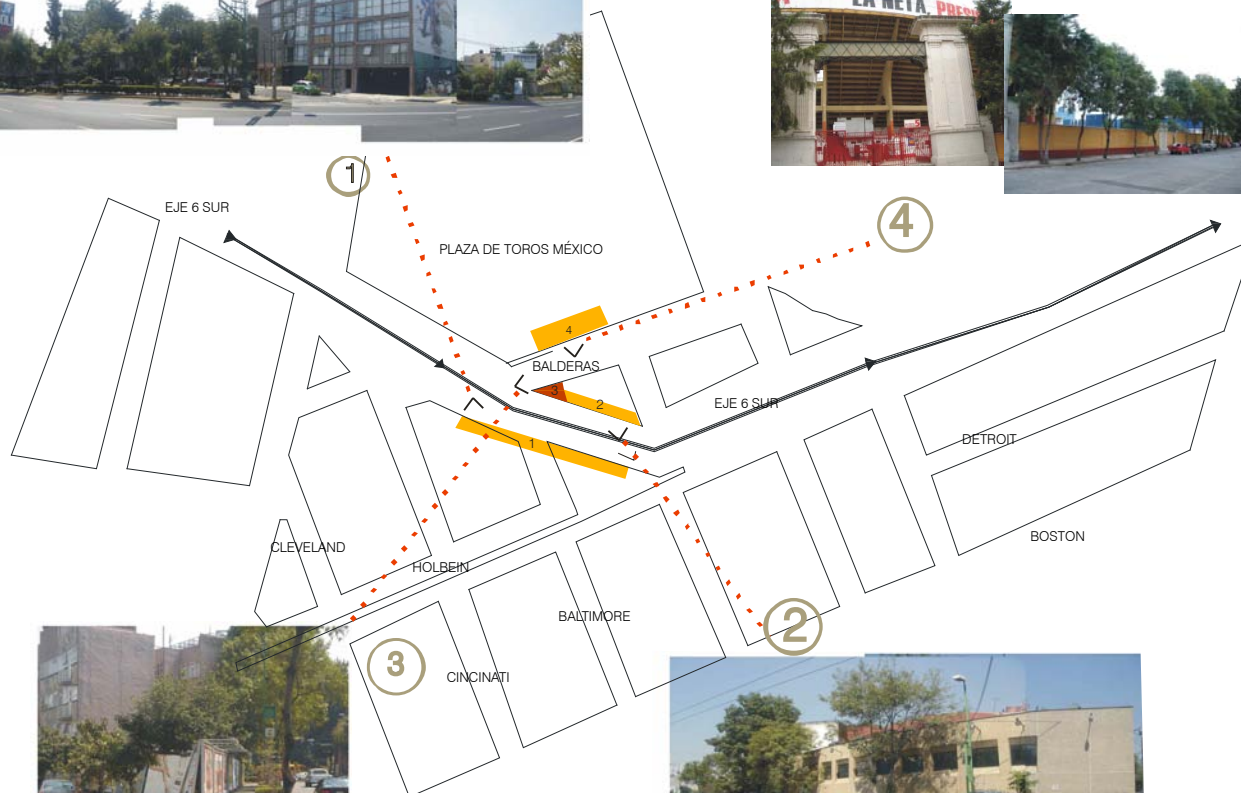 LA NETA, PRESI
1
EJE 6 SUR
4
PLAZA DE TOROS MÉXICO
4
BALDERAS
3
2
EJE 6 SUR
1
DETROIT
BOSTON
CLEVELAND
HOLBEIN
BALTIMORE
2
3
CINCINATI